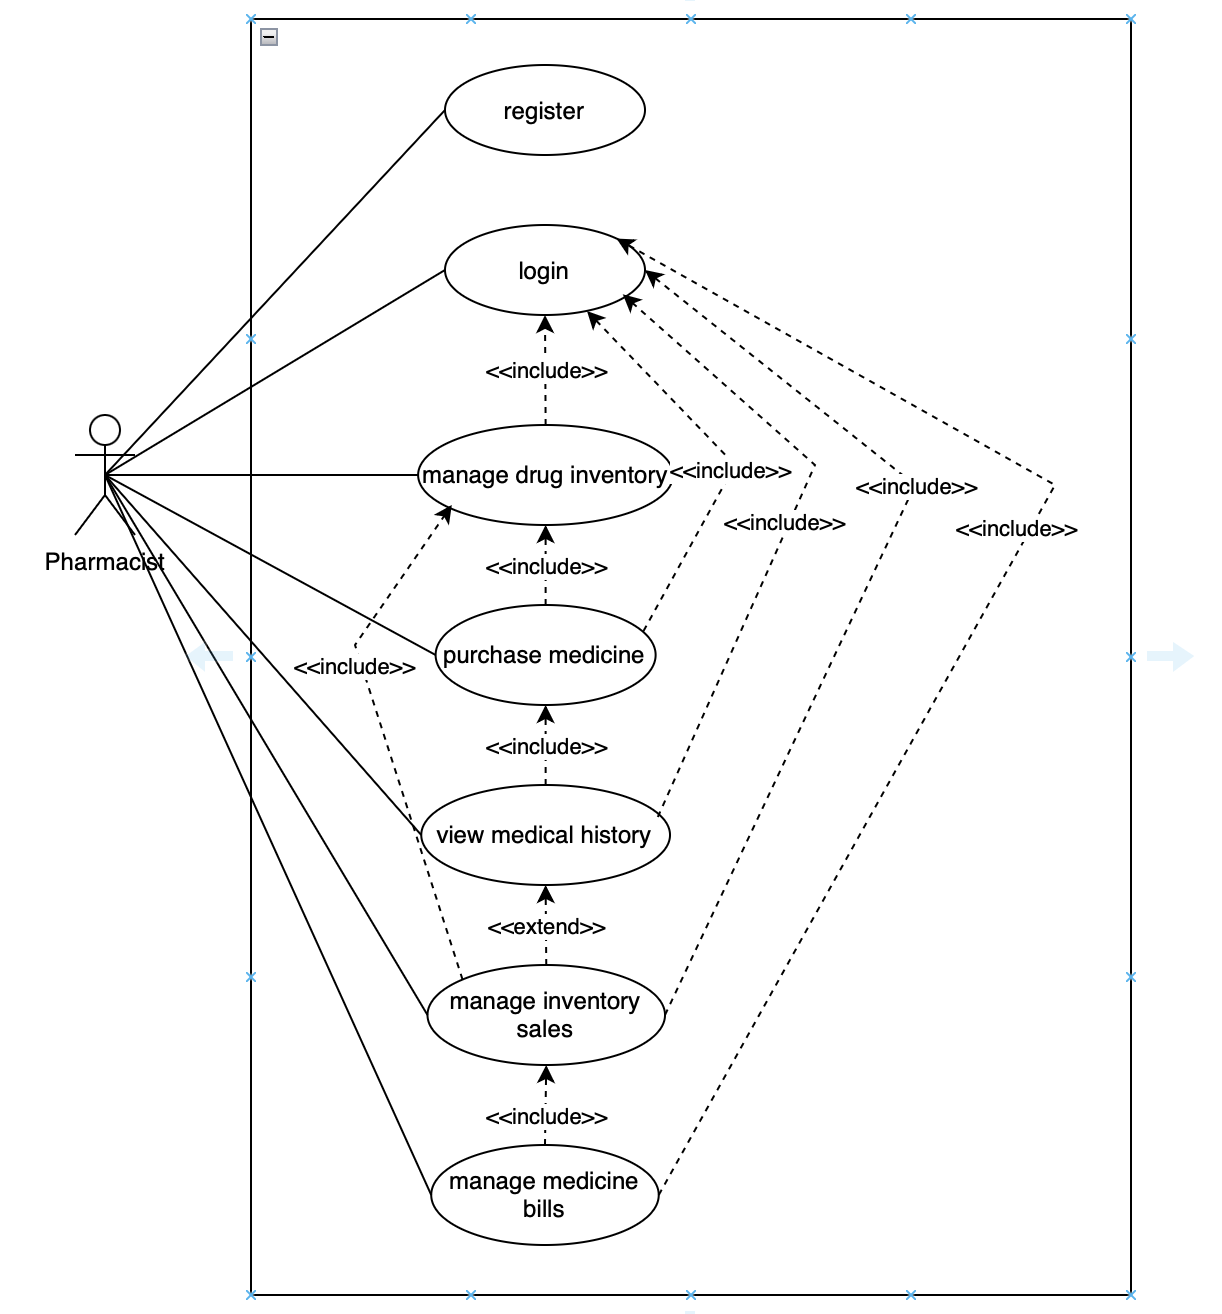 register
login
<<include>>
manage drug inventory
<<include>>
<<include>>
<<include>>
<<include>>
Pharmacist
<<include>>
purchase medicine
<<include>>
<<include>>
view medical history
<<extend>>
manage inventory
sales
<<include>>
manage medicine
bills